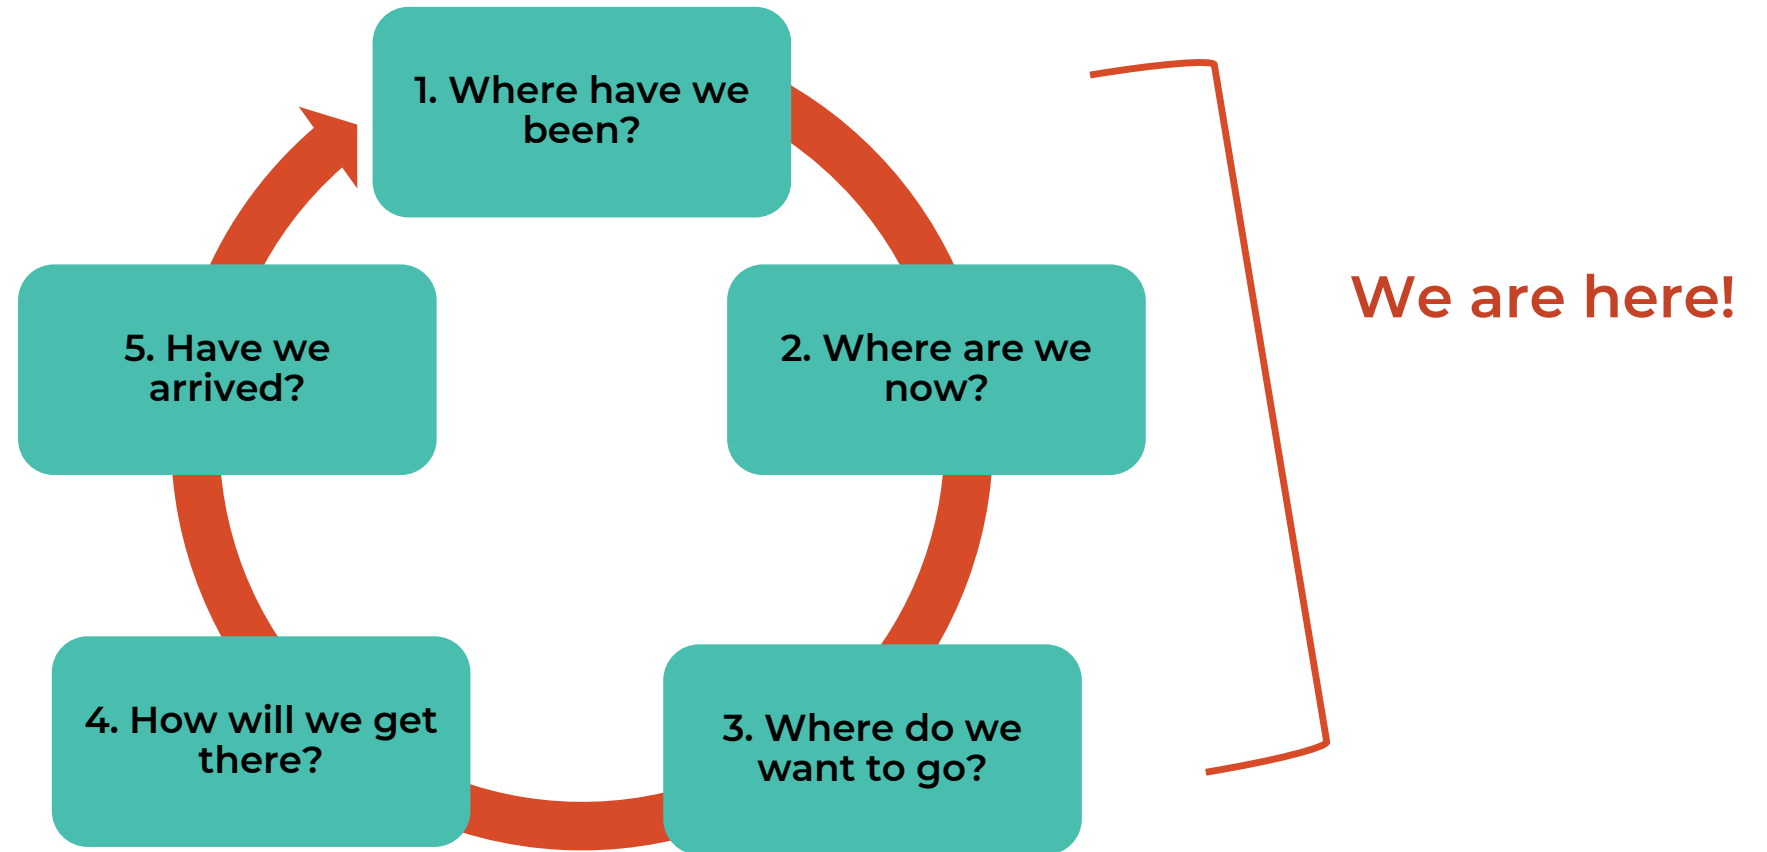 1. Where have we
been?
2. Where are we
now?
3. Where do we
want to go?
4. How will we get
there?
5. Have we
arrived?
We are here!